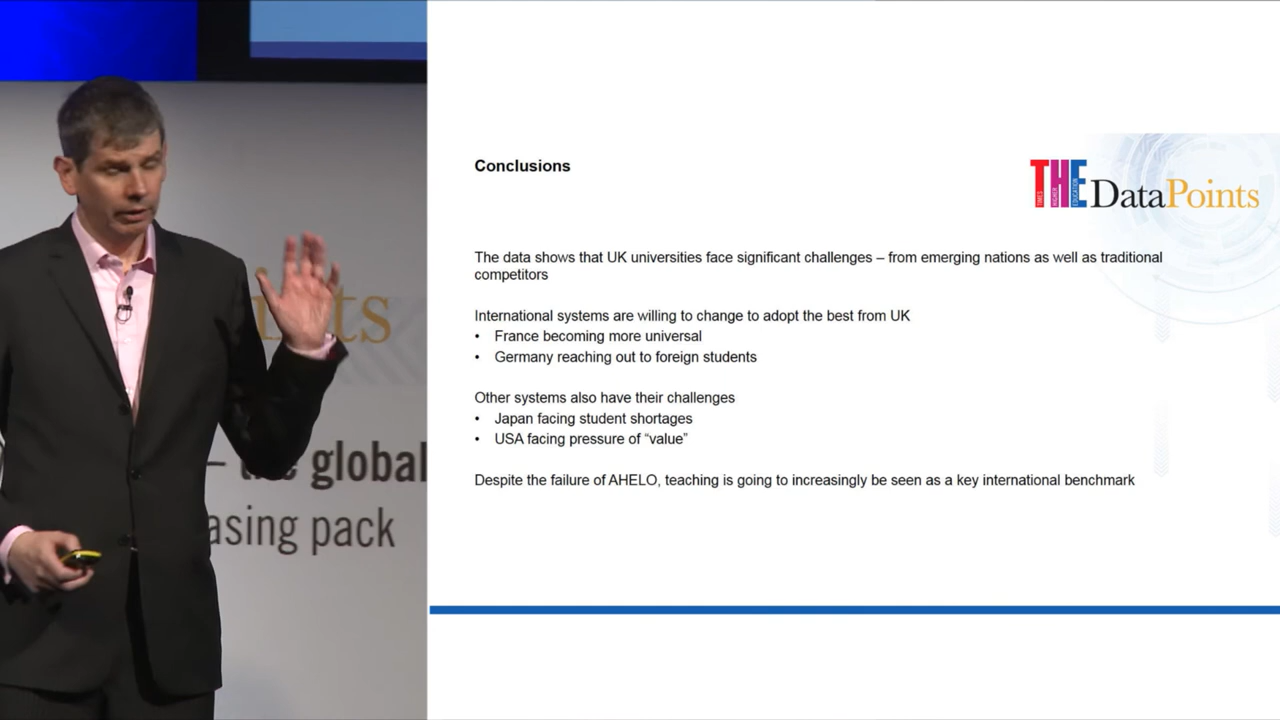 nts
– the global
asing pack
Conclusions
THE DataPoints
TIMES HIGHER EDUCATION
The data shows that UK universities face significant challenges – from emerging nations as well as traditional
competitors
International systems are willing to change to adopt the best from UK
• France becoming more universal
• Germany reaching out to foreign students
Other systems also have their challenges
• Japan facing student shortages
• USA facing pressure of “value”
Despite the failure of AHELO, teaching is going to increasingly be seen as a key international benchmark